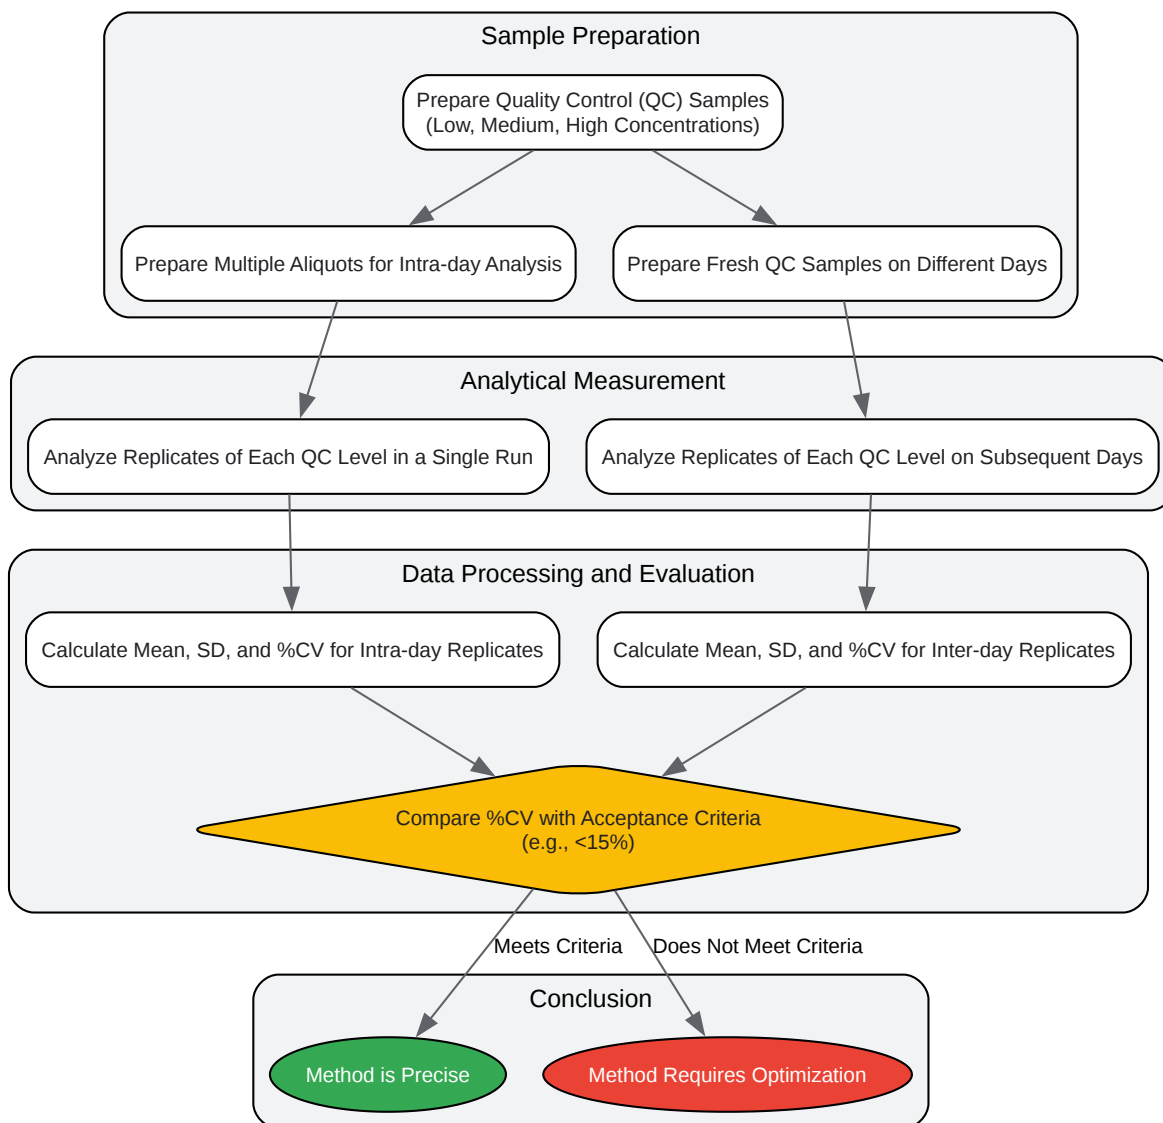 Sample Preparation
Prepare Quality Control (QC) Samples
(Low, Medium, High Concentrations)
Prepare Multiple Aliquots for Intra-day Analysis
Prepare Fresh QC Samples on Different Days
Analytical Measurement
Analyze Replicates of Each QC Level in a Single Run
Analyze Replicates of Each QC Level on Subsequent Days
Data Processing and Evaluation
Calculate Mean, SD, and %CV for Intra-day Replicates
Calculate Mean, SD, and %CV for Inter-day Replicates
Compare %CV with Acceptance Criteria
(e.g., <15%)
Meets Criteria
Does Not Meet Criteria
Conclusion
Method is Precise
Method Requires Optimization